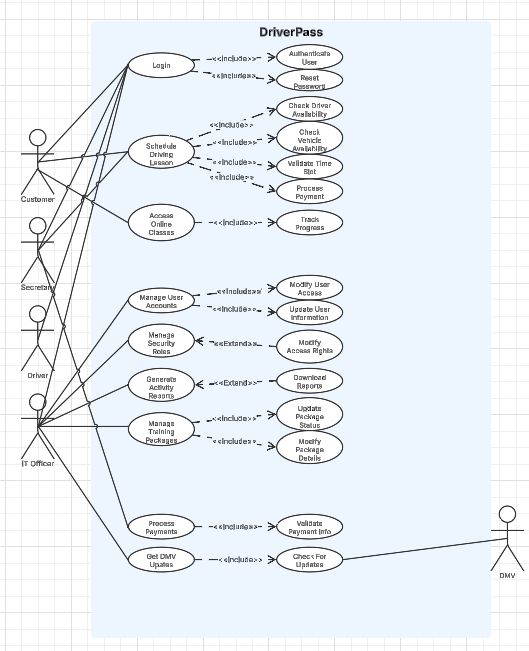 DriverPass
Login
<<Include>>
Authenticate
User
<<Include>>
Reset
Password
Customer
Schedule
Driving
Lesson
<<Include>>
Check Driver
Availability
<<Include>>
Check
Vehicle
Availability
<<Include>>
Validate Time
Slot
<<Include>>
Process
Payment
Access
Online
Classes
<<Include>>
Track
Progress
Secretary
Manage User
Accounts
<<Include>>
Modify User
Access
<<Include>>
Update User
Information
Manage
Security
Roles
<<Extend>>
Modify
Access Rights
Driver
Generate
Activity
Reports
<<Extend>>
Download
Reports
Manage
Training
Packages
<<Include>>
Update
Package
Status
<<Include>>
Modify
Package
Details
IT Officer
Process
Payments
<<Include>>
Validate
Payment Info
Get DMV
Upates
<<Include>>
Check For
Updates
DMV